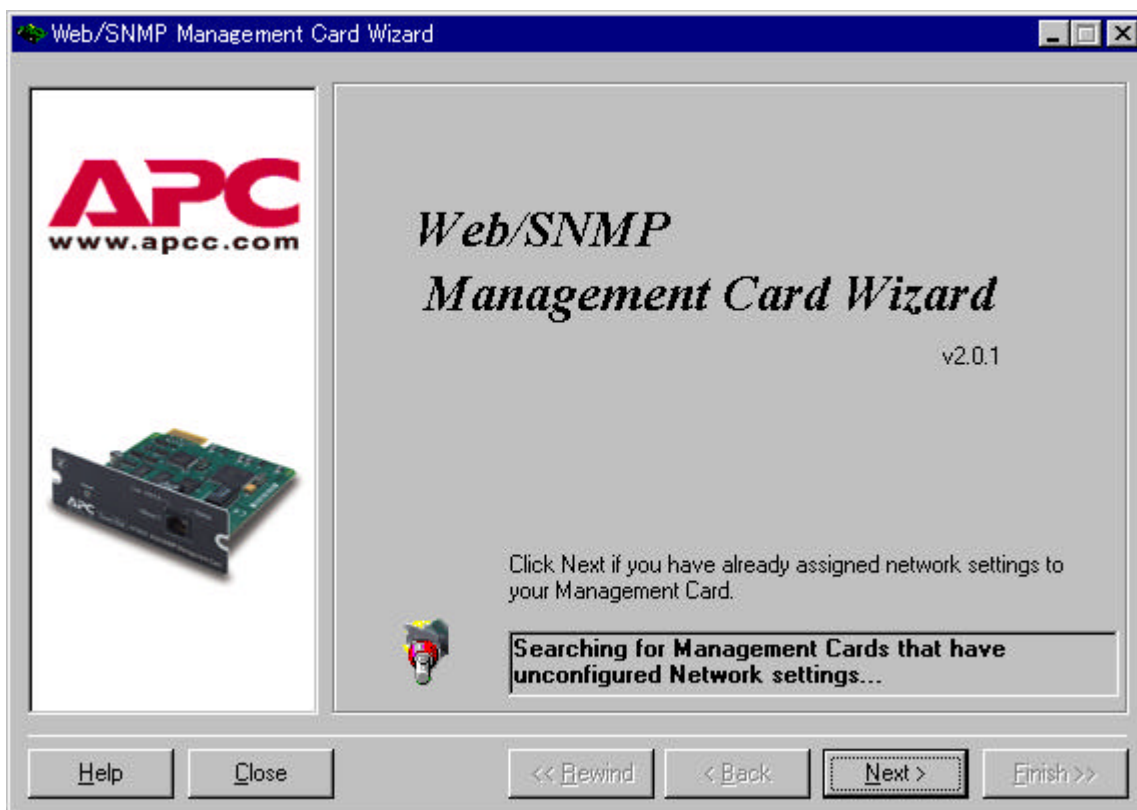 Web/SNMP Management Card Wizard
APC
www.apcc.com
Web/SNMP
Management Card Wizard
v2.0.1
APC
Click Next if you have already assigned network settings to
your Management Card.
Searching for Management Cards that have
unconfigured Network settings...
Help
Close
<< Rewind
< Back
Next >
Finish >>